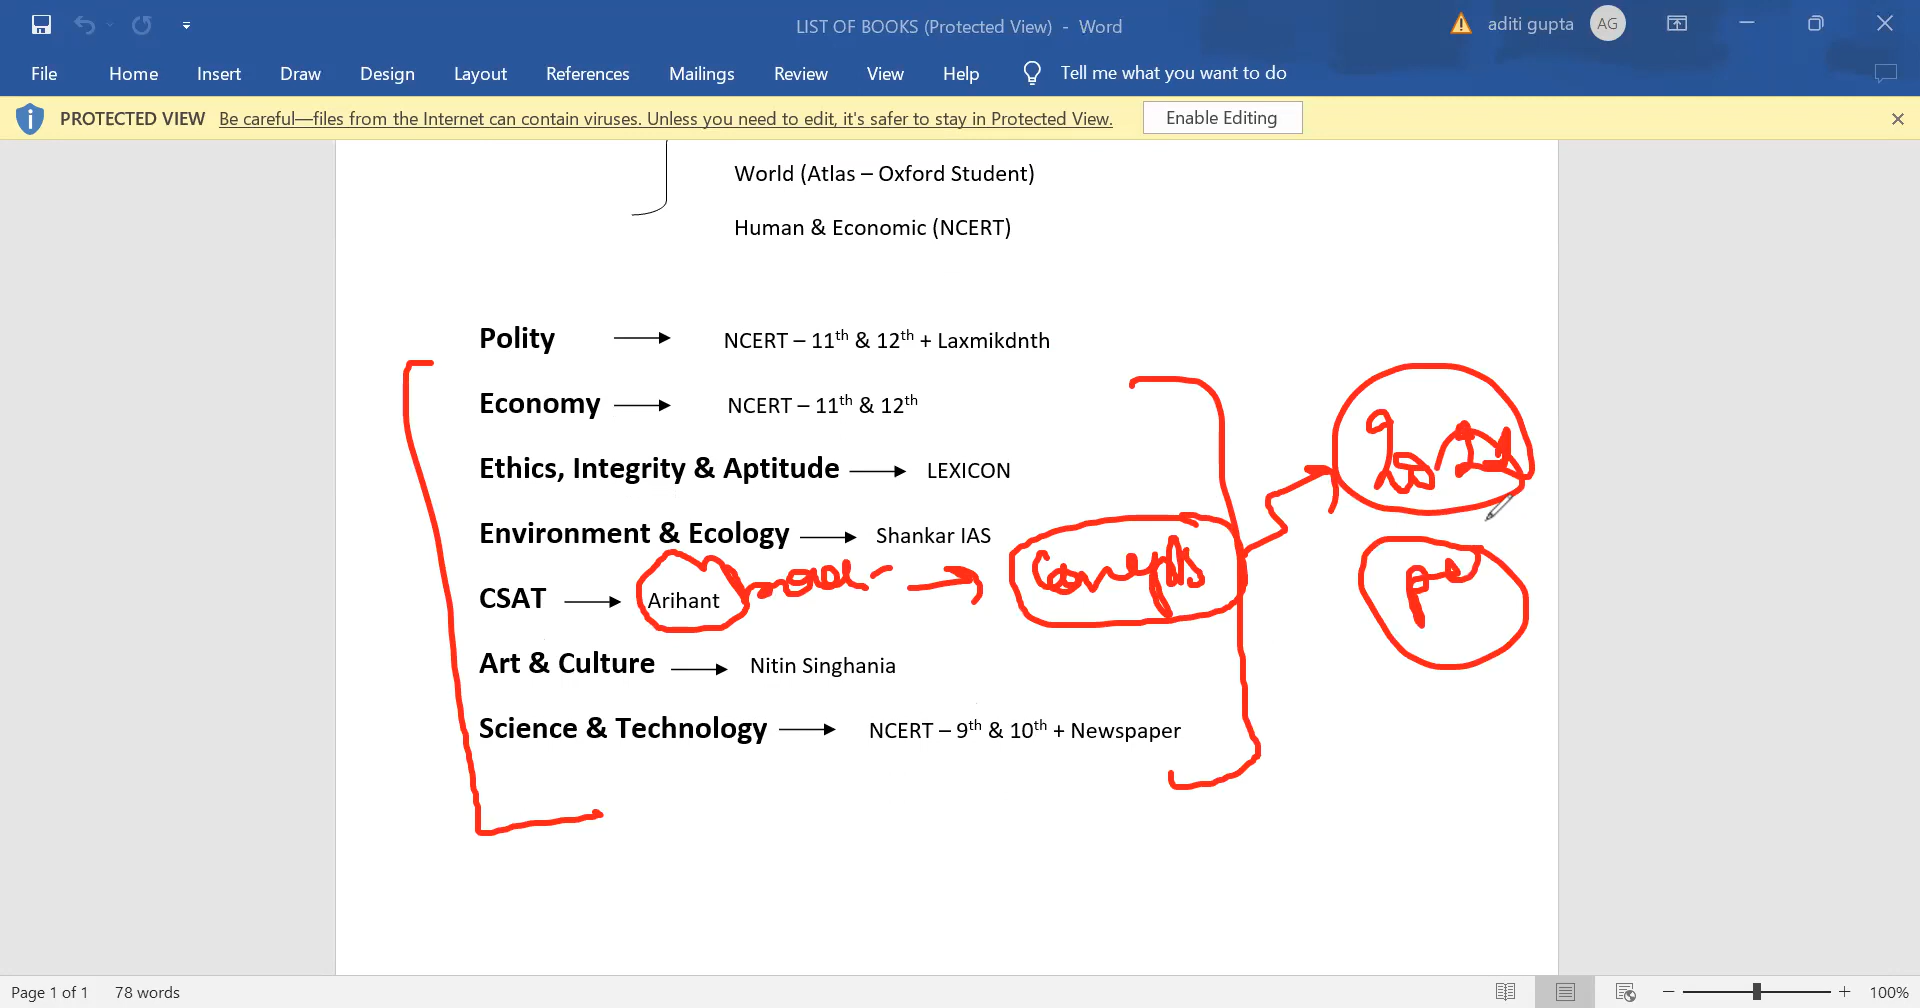 LIST OF BOOKS (Protected View) - Word
aditi gupta
AG
File Home Insert Draw Design Layout References Mailings Review View Help Tell me what you want to do
PROTECTED VIEW Be careful—files from the Internet can contain viruses. Unless you need to edit, it's safer to stay in Protected View. Enable Editing
World (Atlas – Oxford Student)
Human & Economic (NCERT)
Polity NCERT – 11th & 12th + Laxmikdnth
Economy NCERT – 11th & 12th
Ethics, Integrity & Aptitude LEXICON
Environment & Ecology Shankar IAS
Concepts
CSAT Arihant
Art & Culture Nitin Singhania
Science & Technology NCERT – 9th & 10th + Newspaper
Page 1 of 1 78 words 100%